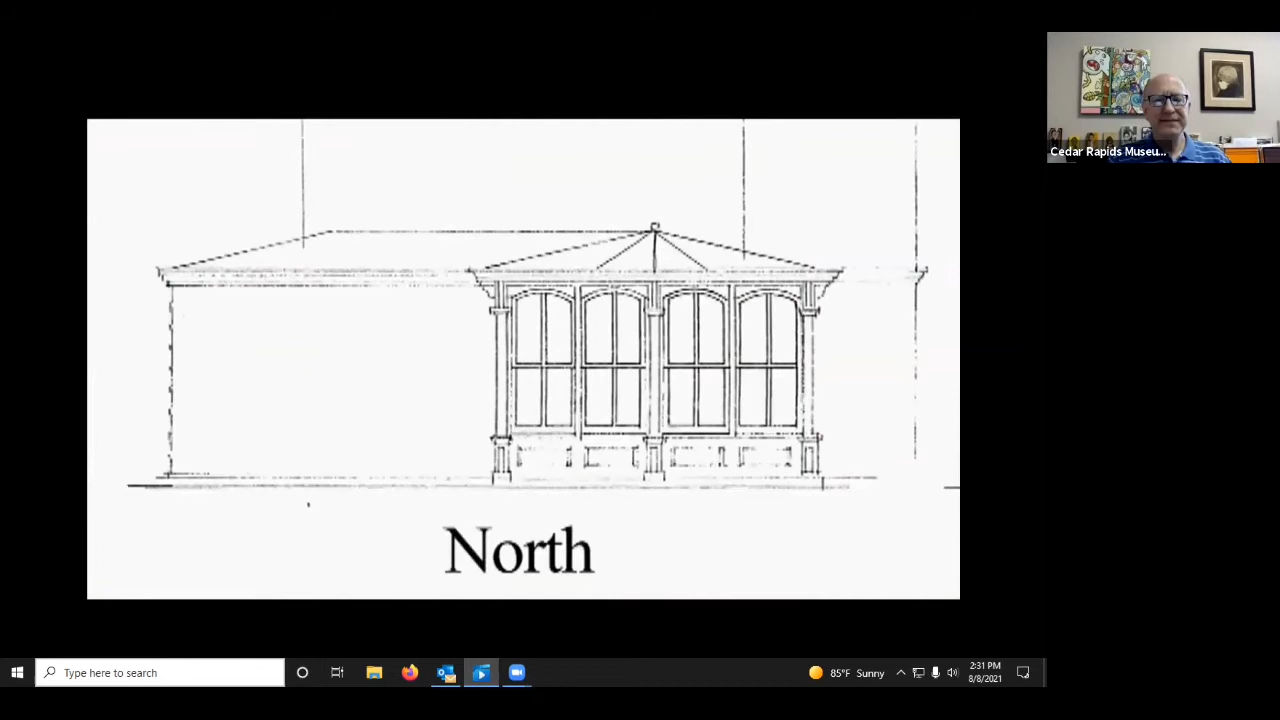 Cedar Rapids Museu...
North
Type here to search
85°F Sunny
2:31 PM
8/8/2021